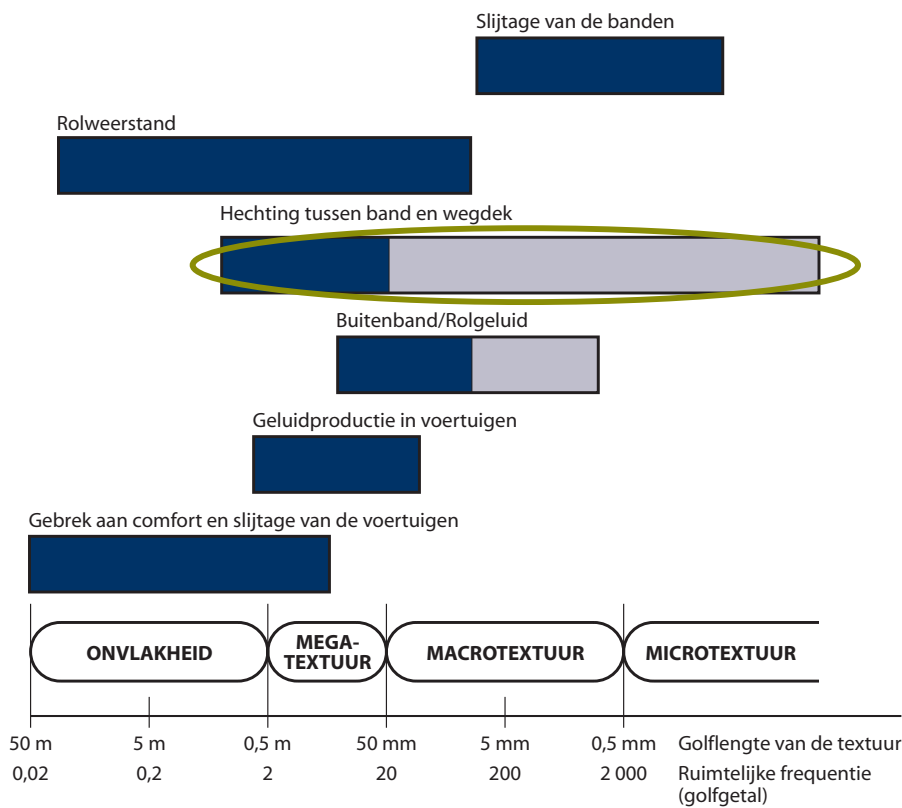 Slijtage van de banden
Rolweerstand
Hechting tussen band en wegdek
Buitenband/Rolgeluid
Geluidproductie in voertuigen
Gebrek aan comfort en slijtage van de voertuigen
ONVLAKHEID
MEGA-
TEXTUUR
MACROTEXTUUR
MICROTEXTUUR
50 m 5 m 0,5 m 50 mm 5 mm 0,5 mm Golflengte van de textuur
0,02 0,2 2 20 200 2 000 Ruimtelijke frequentie
(golfgetal)